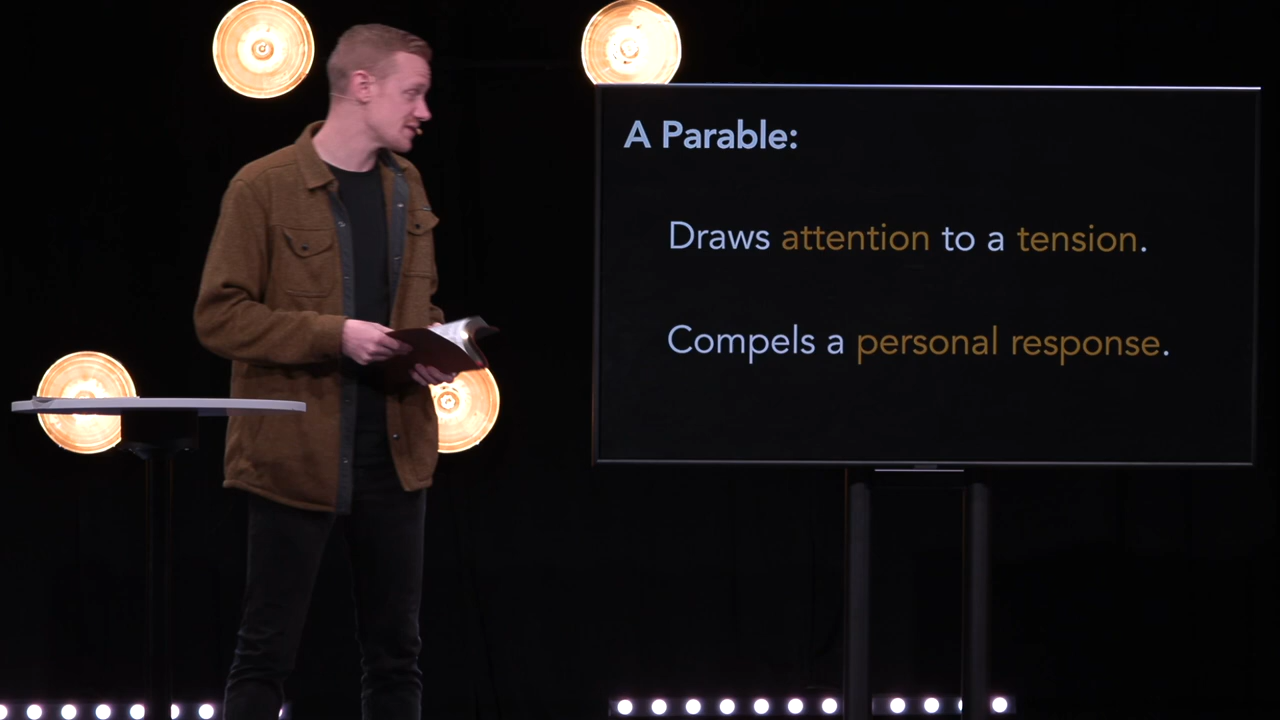 A Parable:
Draws attention to a tension.
Compels a personal response.